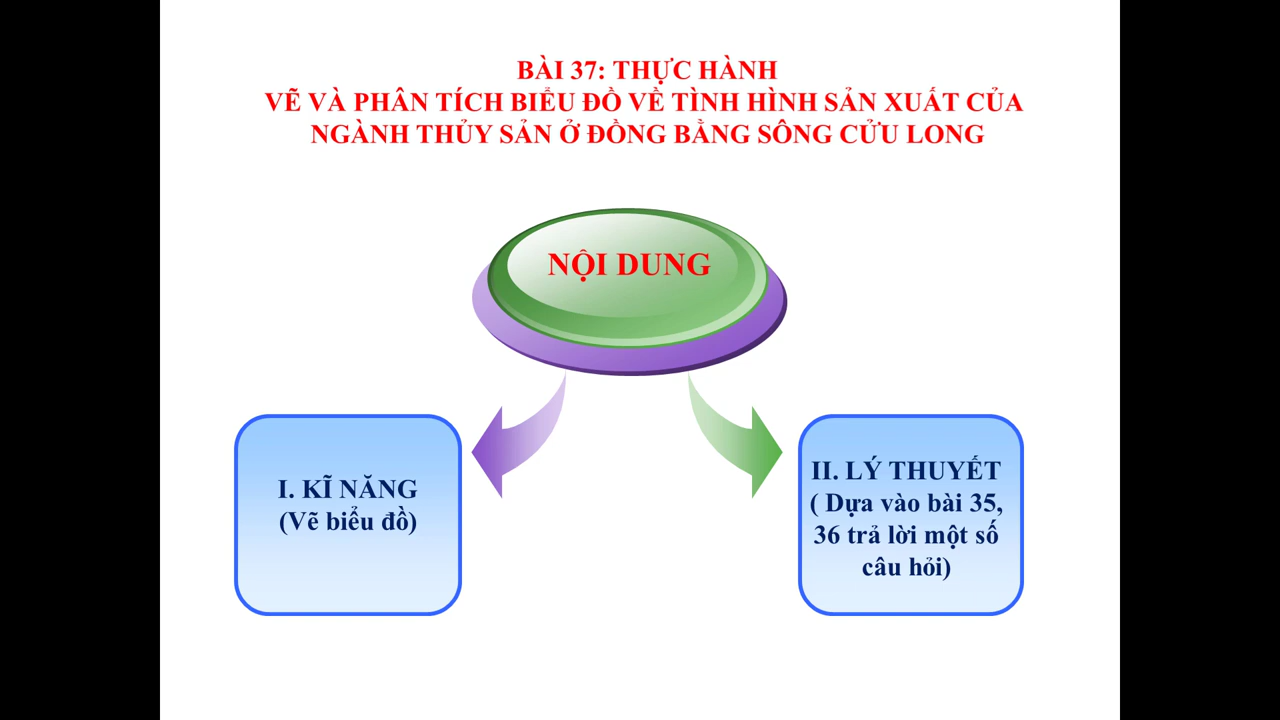 BÀI 37: THỰC HÀNH
VẼ VÀ PHÂN TÍCH BIỂU ĐỒ VỀ TÌNH HÌNH SẢN XUẤT CỦA
NGÀNH THỦY SẢN Ở ĐỒNG BẰNG SÔNG CỬU LONG
NỘI DUNG
I. KĨ NĂNG
(Vẽ biểu đồ)
II. LÝ THUYẾT
( Dựa vào bài 35,
36 trả lời một số
câu hỏi)